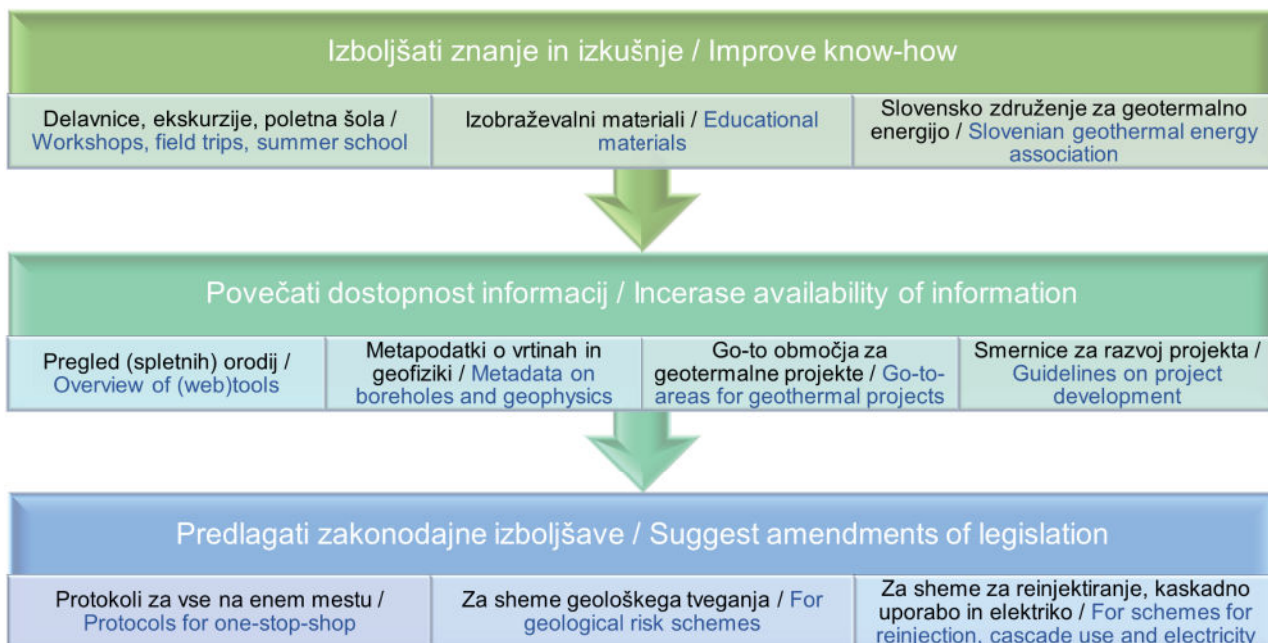 Izboljšati znanje in izkušnje / Improve know-how
Delavnice, ekskurzije, poletna šola /
Workshops, field trips, summer school
Izobraževalni materiali / Educational
materials
Slovensko združenje za geotermalno
energijo / Slovenian geothermal energy
association
Povečati dostopnost informacij / Incerase availability of information
Pregled (spletnih) orodij /
Overview of (web)tools
Metapodatki o vrtinah in
geofiziki / Metadata on
boreholes and geophysics
Go-to območja za
geotermalne projekte / Go-to-
areas for geothermal projects
Smernice za razvoj projekta /
Guidelines on project
development
Predlagati zakonodajne izboljšave / Suggest amendments of legislation
Protokoli za vse na enem mestu /
Protocols for one-stop-shop
Za sheme geološkega tveganja / For
geological risk schemes
Za sheme za reinjektiranje, kaskadno
uporabo in elektriko / For schemes for
reinjection, cascade use and electricity